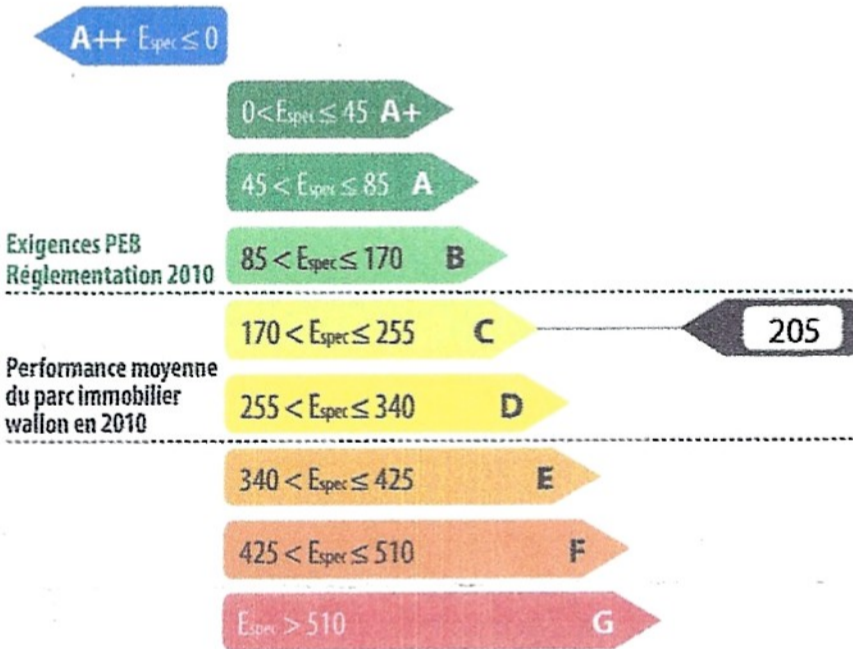 A++ Espec ≤ 0
0 < Espec ≤ 45 A+
45 < Espec ≤ 85 A
Exigences PEB
Réglementation 2010
85 < Espec ≤ 170 B
170 < Espec ≤ 255 C
205
Performance moyenne
du parc immobilier
wallon en 2010
255 < Espec ≤ 340 D
340 < Espec ≤ 425 E
425 < Espec ≤ 510 F
Espec > 510 G